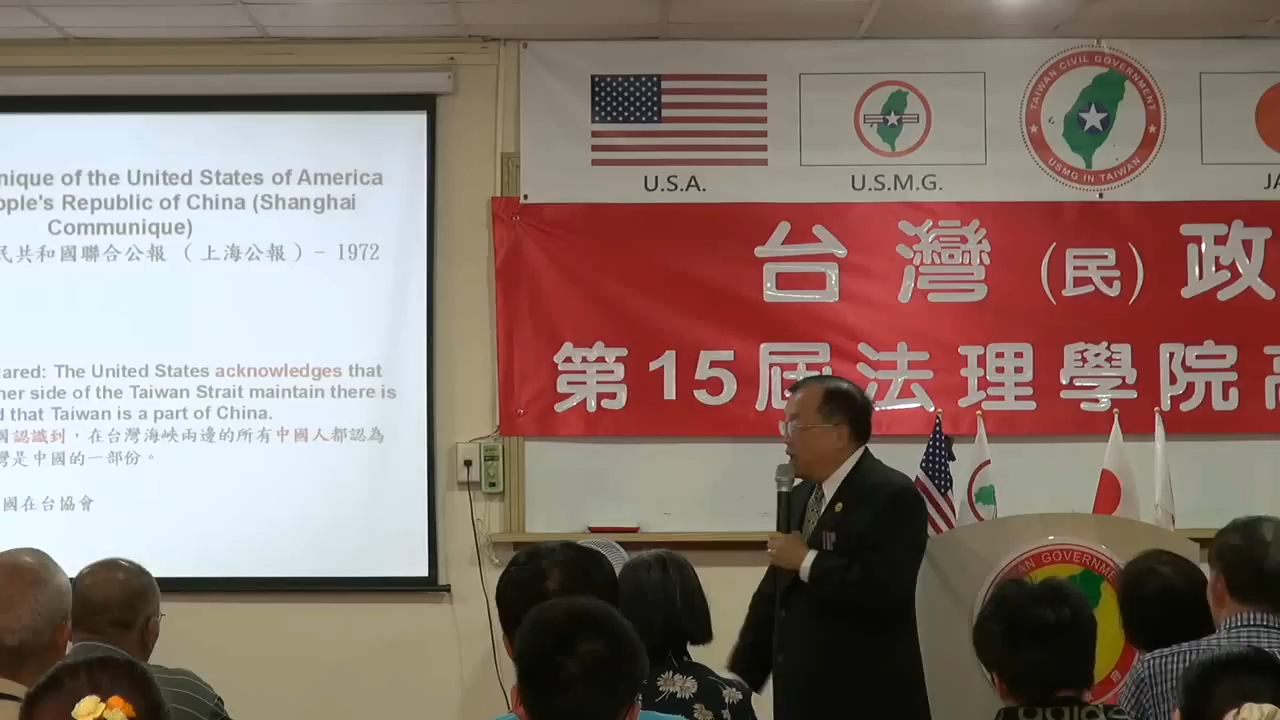 nique of the United States of America
ople's Republic of China (Shanghai
Communique)
民共和國聯合公報 （上海公報）- 1972
ared: The United States acknowledges that
her side of the Taiwan Strait maintain there is
d that Taiwan is a part of China.
國認識到，在台灣海峽兩邊的所有中國人都認為
灣是中國的一部份。
國在台協會
U.S.A.
U.S.M.G.
TAIWAN CIVIL GOVERNMENT
USMG IN TAIWAN
JA
台灣(民)政
第15屆法理學院高
WAN GOVERNMENT